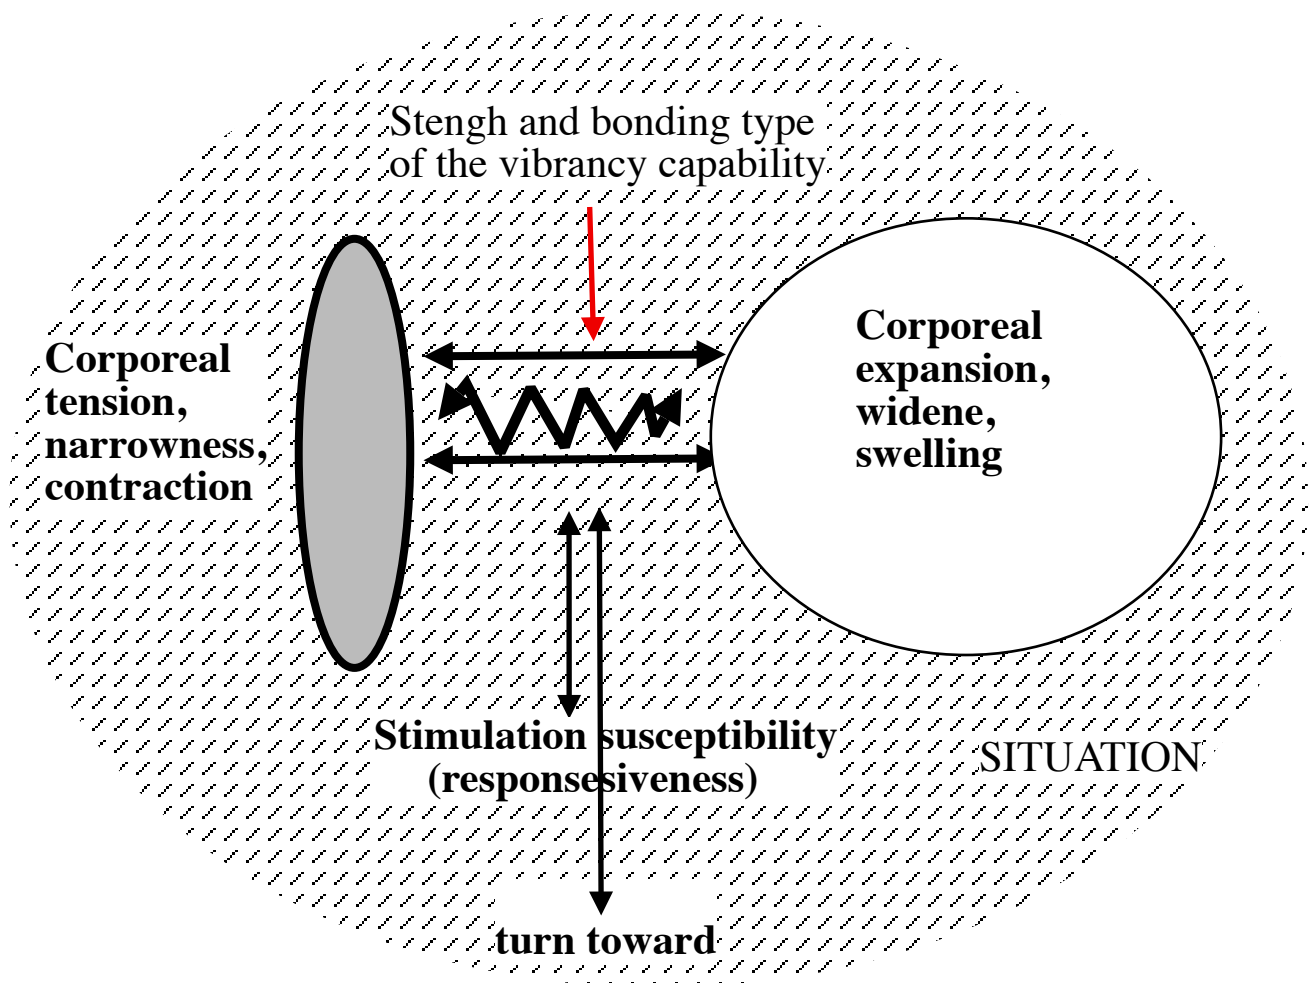 Stengh and bonding type
of the vibrancy capability
Corporeal
tension,
narrowness,
contraction
Corporeal
expansion,
widene,
swelling
Stimulation susceptibility
(responsesiveness)
SITUATION
turn toward